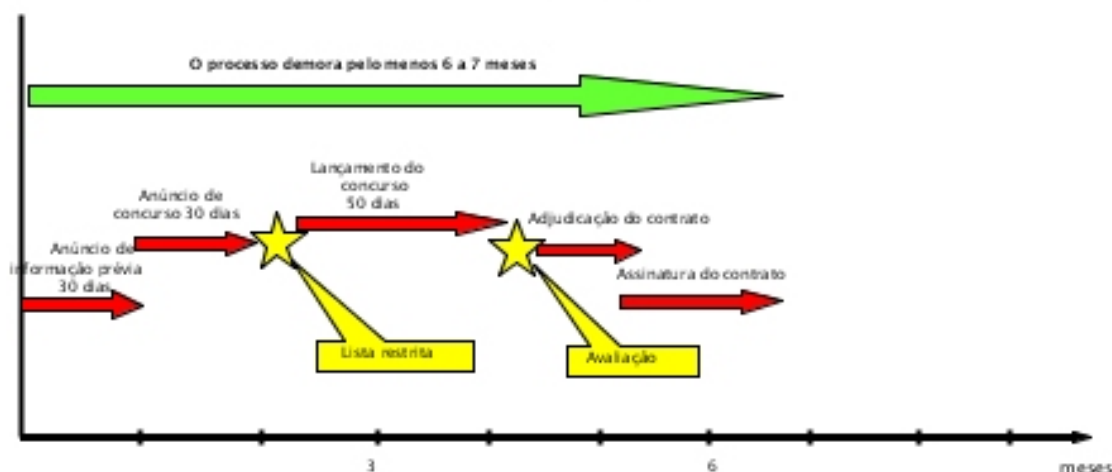 O processo demora pelo menos 6 a 7 meses
Lançamento do
concurso
50 dias
Anúncio de
concurso 30 dias
Adjudicação do contrato
Anúncio de
informação prévia
30 dias
Assinatura do contrato
Lista restrita
Avaliação
3
6
meses